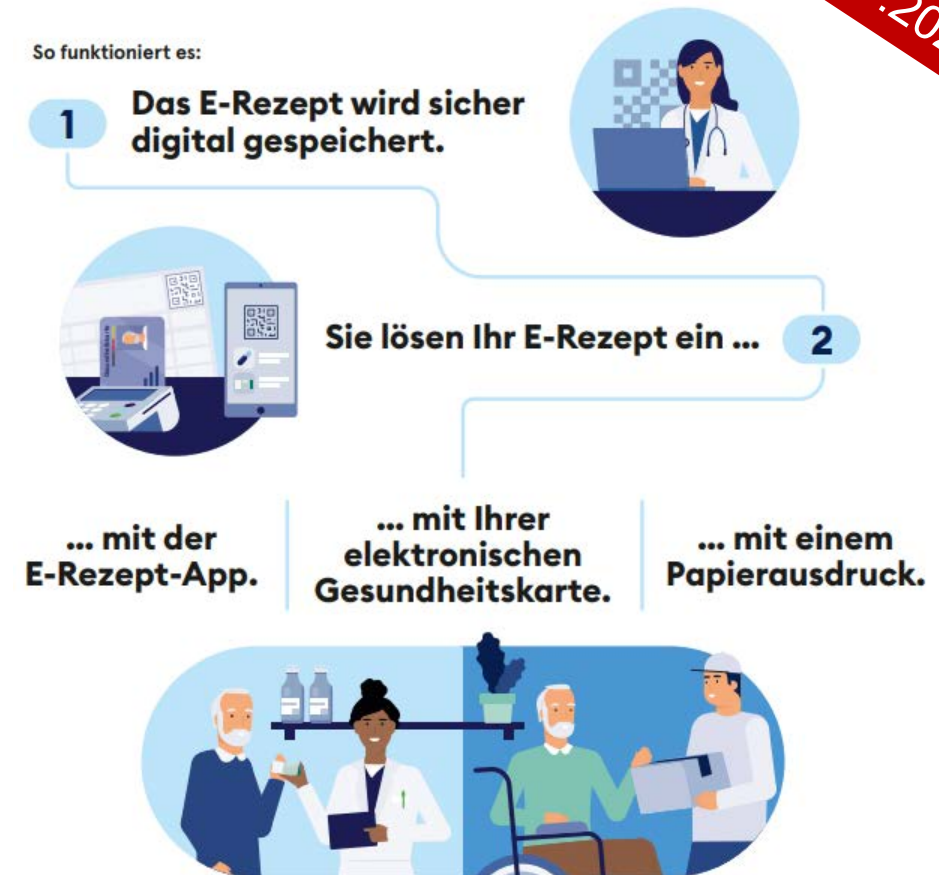 So funktioniert es:
1
Das E-Rezept wird sicher
digital gespeichert.
Sie lösen Ihr E-Rezept ein ...
2
... mit der
E-Rezept-App.
... mit Ihrer
elektronischen
Gesundheitskarte.
... mit einem
Papierausdruck.